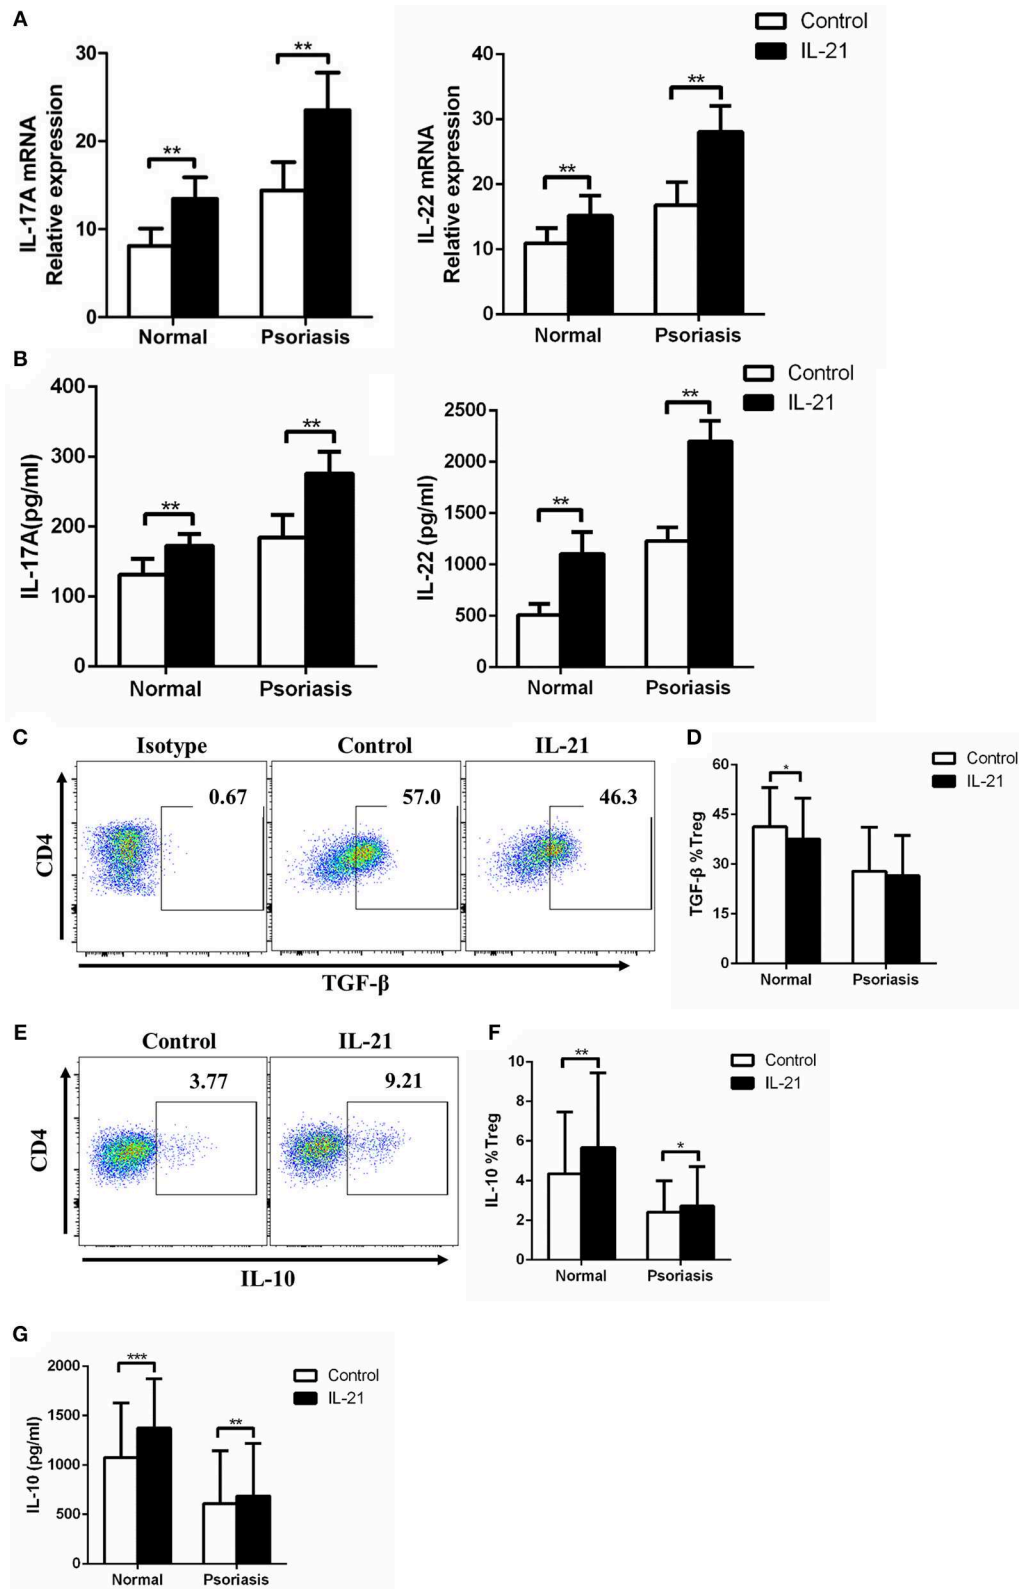 A
Control
IL-21
IL-17A mRNA
Relative expression
30
20
10
0
**
**
Normal
Psoriasis
IL-22 mRNA
Relative expression
40
30
20
10
0
**
**
Normal
Psoriasis
B
Control
IL-21
IL-17A(pg/ml)
400
300
200
100
0
**
**
Normal
Psoriasis
IL-22 (pg/ml)
2500
2000
1500
1000
500
0
**
**
Normal
Psoriasis
C
Isotype
Control
IL-21
0.67
57.0
46.3
CD4
TGF-β
D
Control
IL-21
TGF-β %Treg
60
45
30
15
0
*
Normal
Psoriasis
E
Control
IL-21
3.77
9.21
CD4
IL-10
F
Control
IL-21
IL-10 %Treg
10
8
6
4
2
0
**
*
Normal
Psoriasis
G
Control
IL-21
IL-10 (pg/ml)
2000
1500
1000
500
0
***
**
Normal
Psoriasis